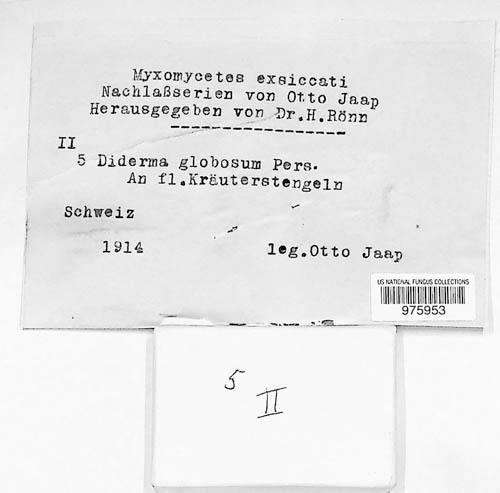 Myxomycetes exsiccati
Nachlaßserien von Otto Jaap
Herausgegeben von Dr.H.Rönn
II
5 Diderma globosum Pers.
An fl.Kräuterstengeln
Schweiz
1914 leg.Otto Jaap
US NATIONAL FUNGUS COLLECTIONS
975953
5
II